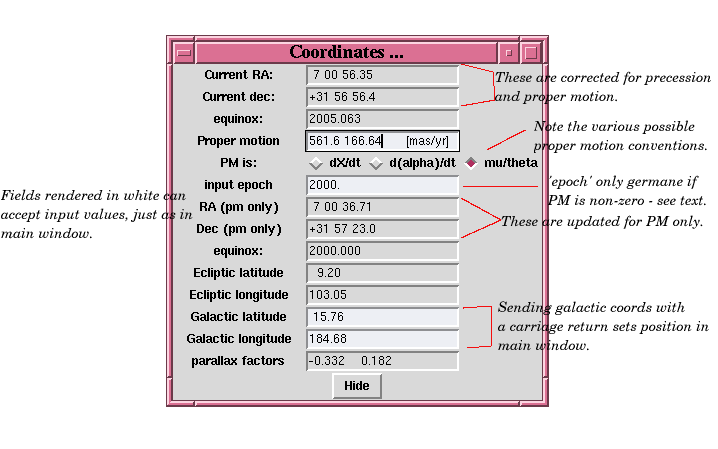 Coordinates ...
Current RA: 7 00 56.35
Current dec: +31 56 56.4
These are corrected for precession
and proper motion.
equinox: 2005.063
Proper motion 561.6 166.64 [mas/yr]
PM is: dX/dt d(alpha)/dt mu/theta
Note the various possible
proper motion conventions.
input epoch 2000.
'epoch' only germane if
PM is non-zero - see text.
Fields rendered in white can
accept input values, just as in
main window.
RA (pm only) 7 00 36.71
Dec (pm only) +31 57 23.0
These are updated for PM only.
equinox: 2000.000
Ecliptic latitude 9.20
Ecliptic longitude 103.05
Galactic latitude 15.76
Galactic longitude 184.68
Sending galactic coords with
a carriage return sets position in
main window.
parallax factors -0.332 0.182
Hide